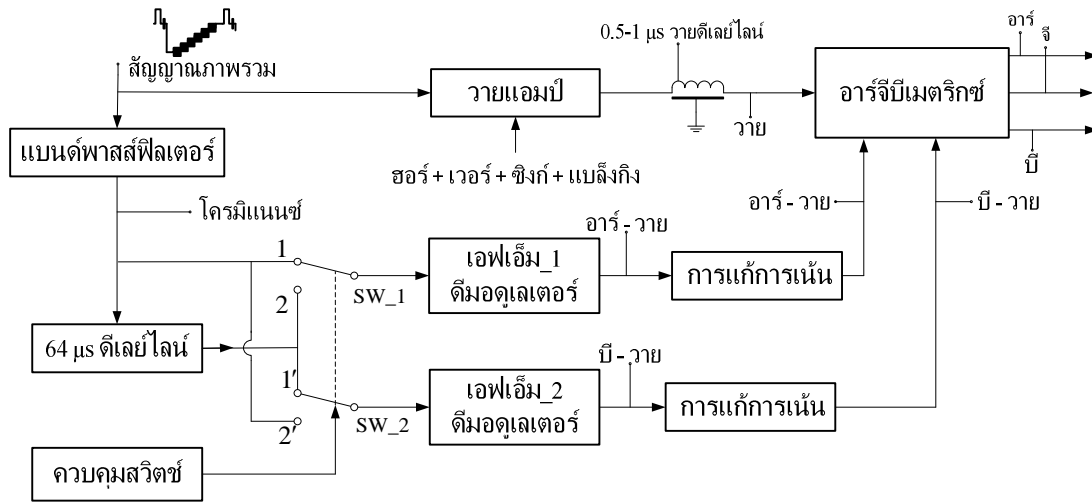 สัญญาณภาพรวม
0.5-1 μs วายดีเลย์ไลน์
อาร์
จี
วายแอมป์
วาย
อาร์จีบีเมตริกซ์
บี
แบนด์พาสส์ฟิลเตอร์
ฮอร์ + เวอร์ + ซิงก์ + แบล็งกิง
โครมิแนนซ์
อาร์ - วาย
บี - วาย
1
อาร์ - วาย
เอฟเอ็ม_1
ดีมอดูเลเตอร์
การแก้การเน้น
SW_1
2
64 μs ดีเลย์ไลน์
1′
บี - วาย
เอฟเอ็ม_2
ดีมอดูเลเตอร์
การแก้การเน้น
SW_2
2′
ควบคุมสวิตช์